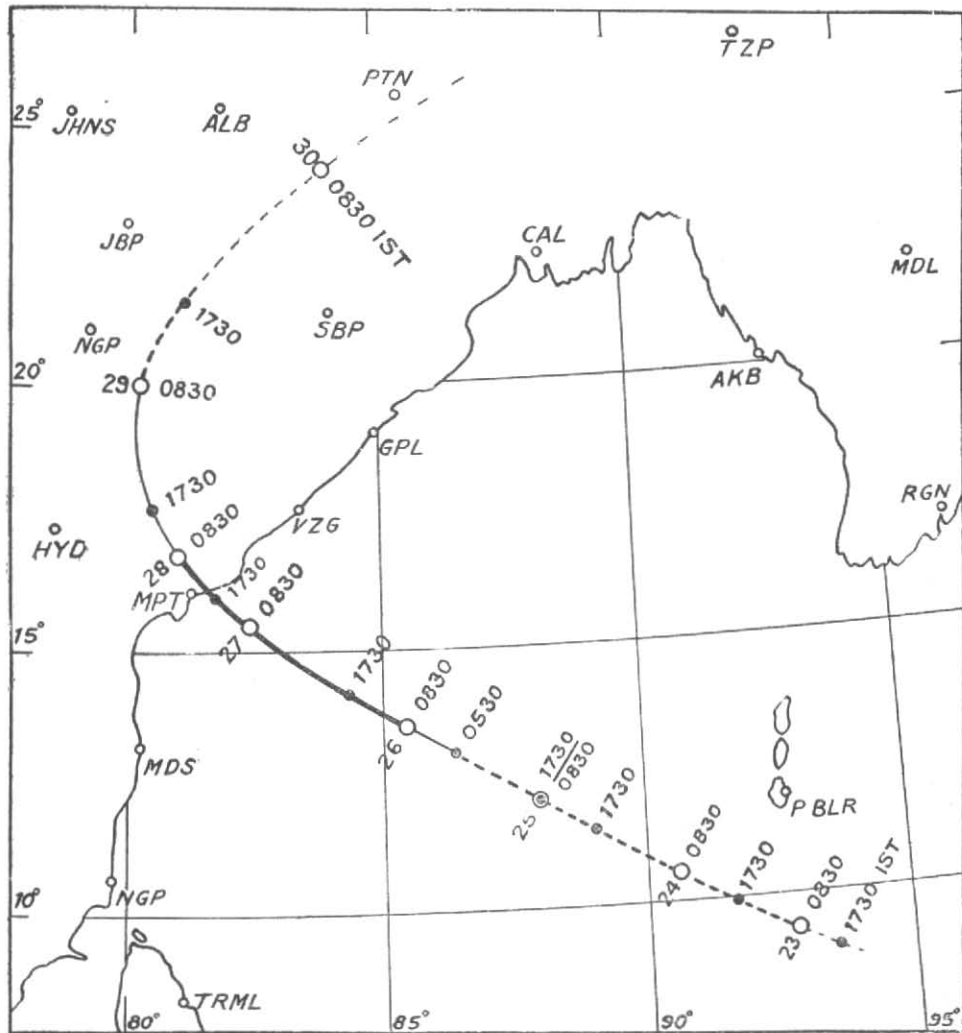 TZP
PTN
25°
JHNS
ALB
30
0830 IST
JBP
CAL
MDL
1730
SBP
NGP
20°
29
0830
AKB
GPL
1730
RGN
0830
VZG
HYD
28
MPT
1730
0830
27
15°
1730
0830
26
0530
MDS
1730
0830
25
1730
P BLR
0830
24
1730
NGP
10°
0830
23
1730 IST
TRML
80°
85°
90°
95°